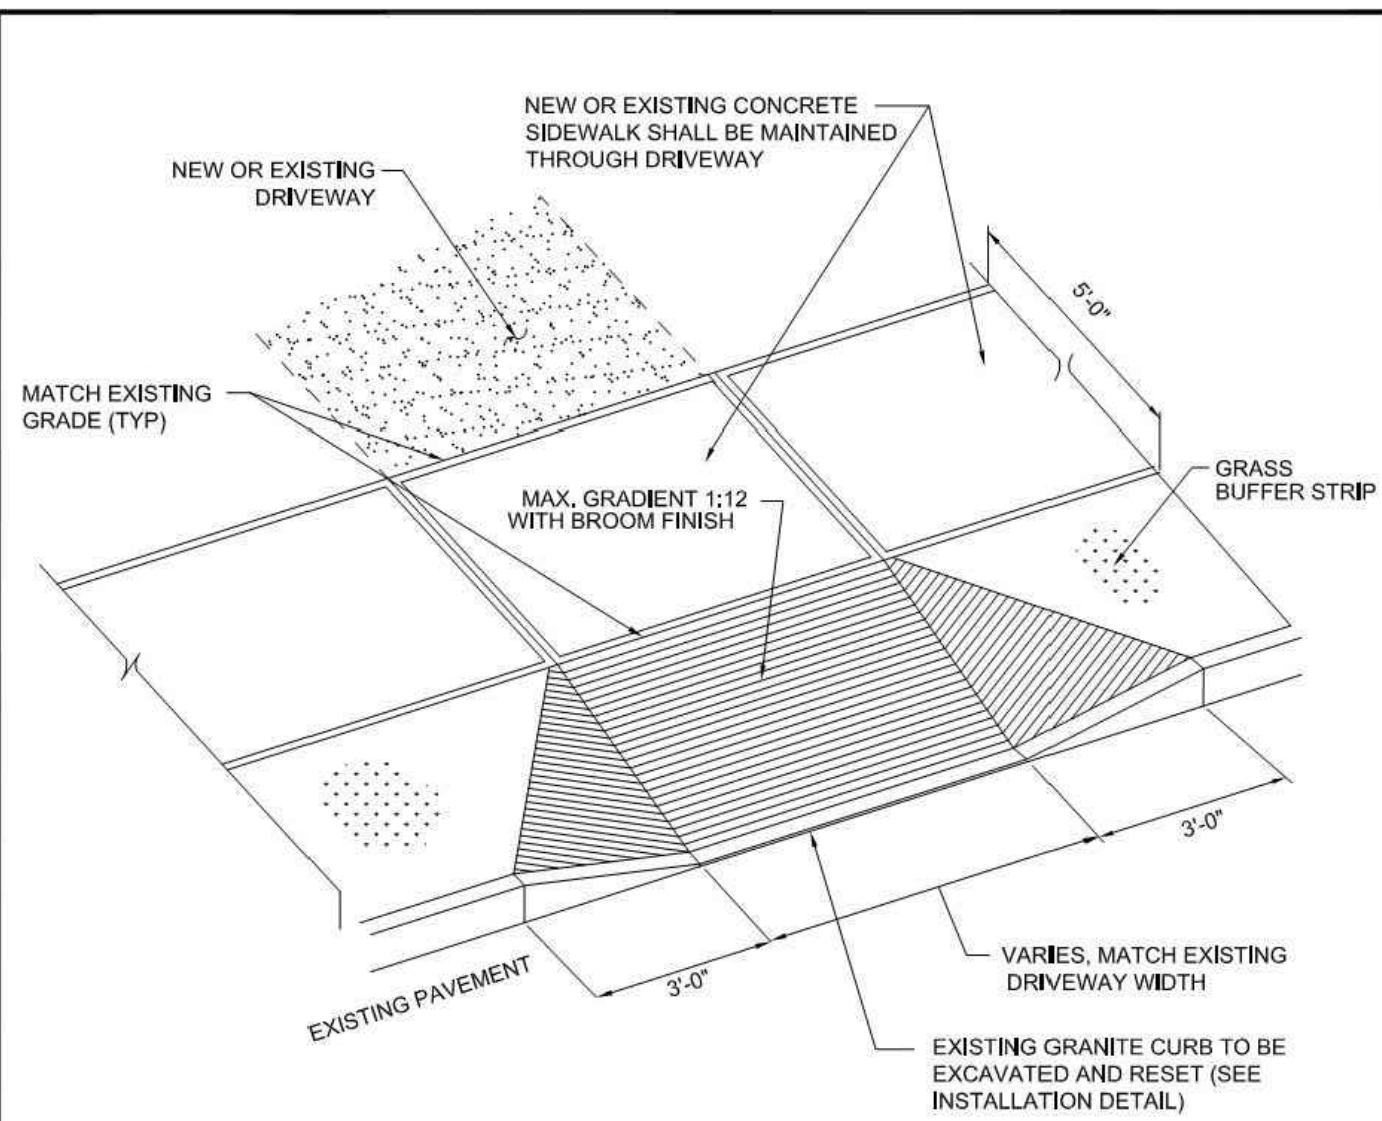 NEW OR EXISTING CONCRETE
SIDEWALK SHALL BE MAINTAINED
THROUGH DRIVEWAY
NEW OR EXISTING
DRIVEWAY
5'-0"
MATCH EXISTING
GRADE (TYP)
GRASS
BUFFER STRIP
MAX. GRADIENT 1:12
WITH BROOM FINISH
3'-0"
3'-0"
EXISTING PAVEMENT
VARIES, MATCH EXISTING
DRIVEWAY WIDTH
EXISTING GRANITE CURB TO BE
EXCAVATED AND RESET (SEE
INSTALLATION DETAIL)